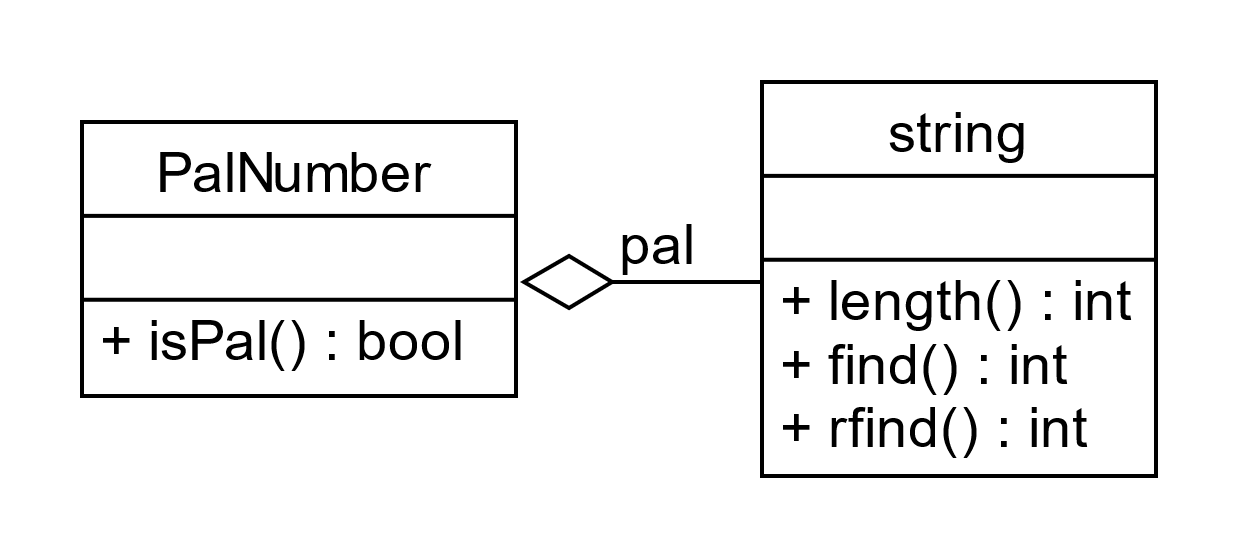 PalNumber
+ isPal() : bool
pal
string
+ length() : int
+ find() : int
+ rfind() : int